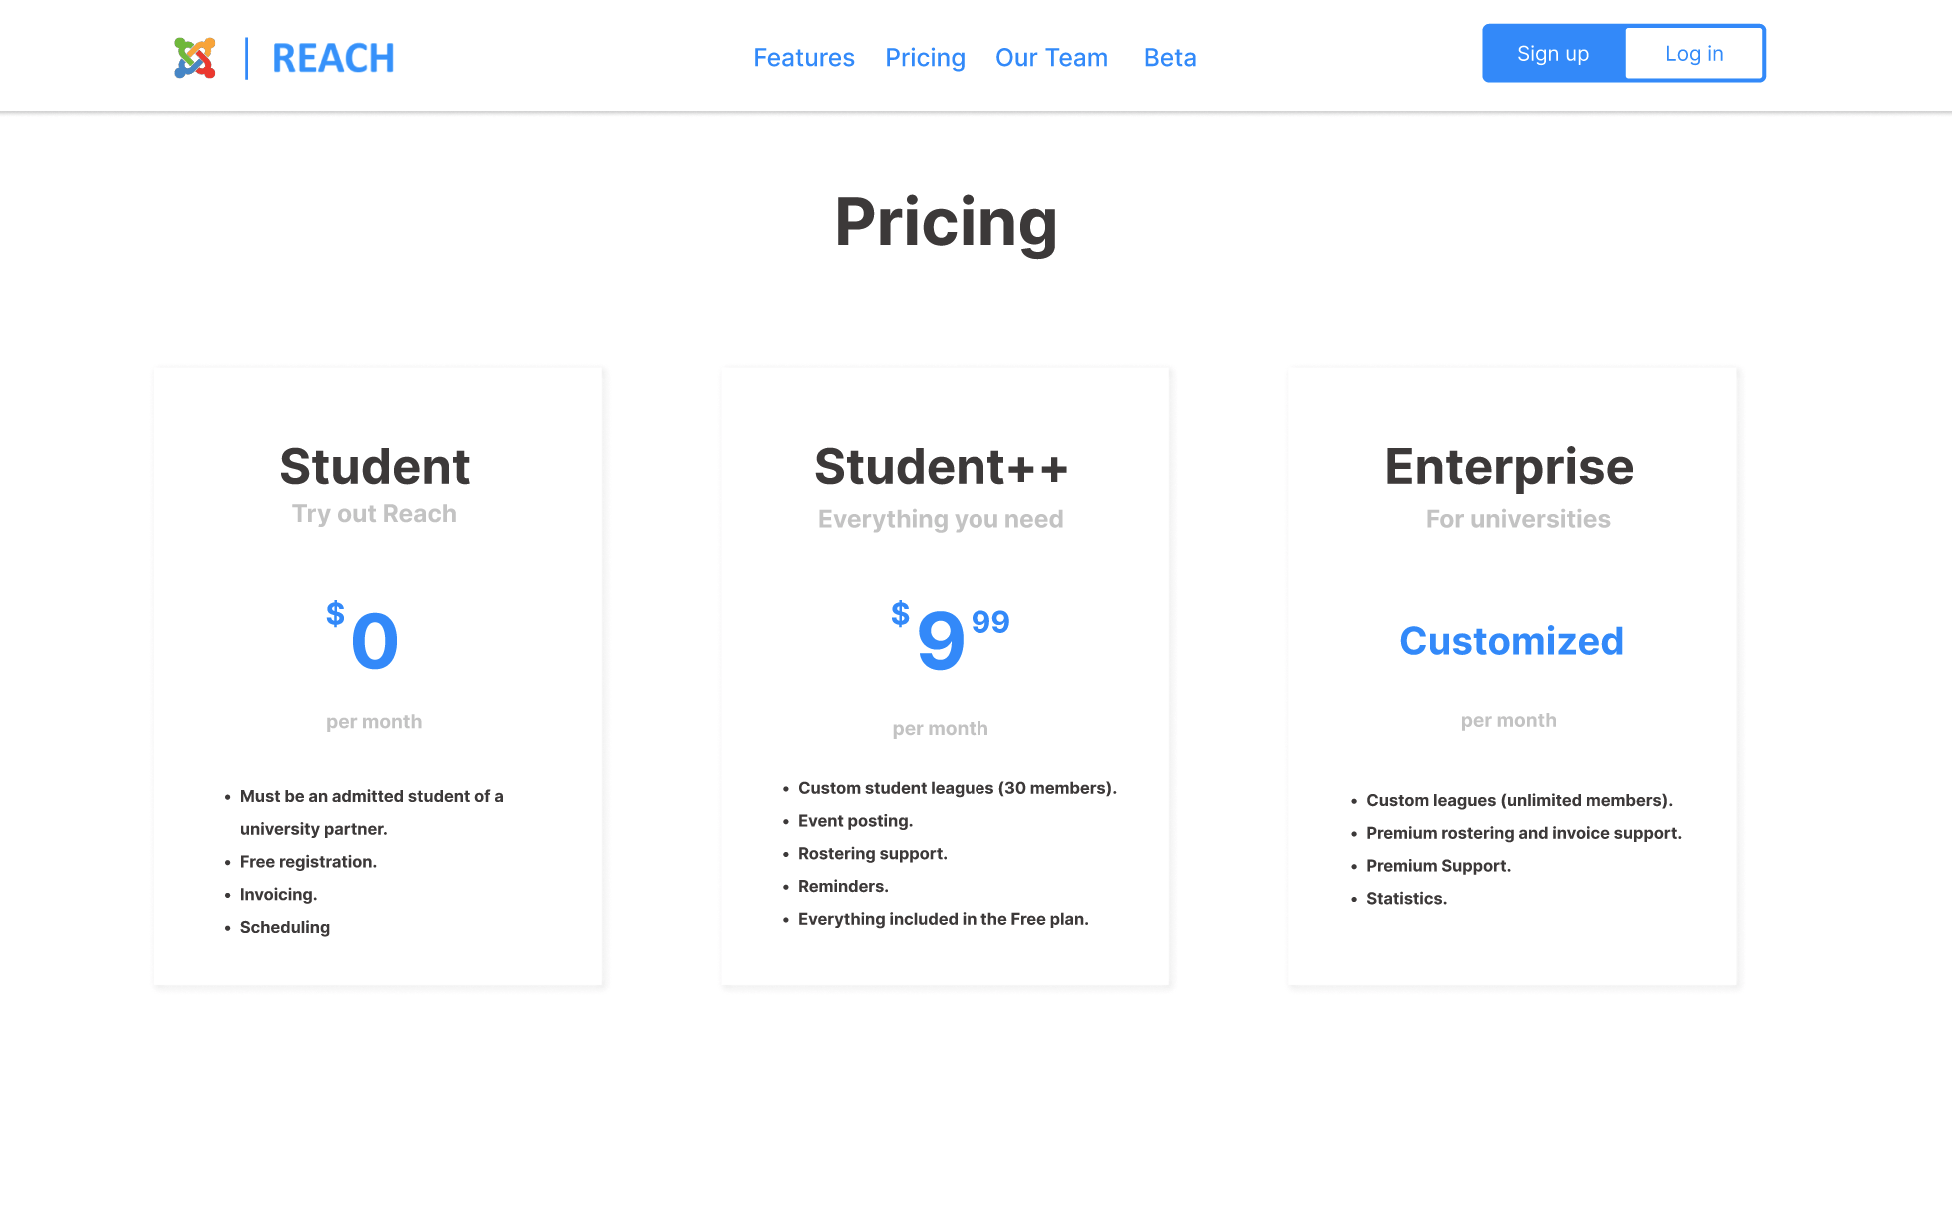 REACH
Features Pricing Our Team Beta
Sign up Log in
Pricing
Student
Try out Reach
$0
per month
• Must be an admitted student of a
university partner.
• Free registration.
• Invoicing.
• Scheduling
Student++
Everything you need
$9 99
per month
• Custom student leagues (30 members).
• Event posting.
• Rostering support.
• Reminders.
• Everything included in the Free plan.
Enterprise
For universities
Customized
per month
• Custom leagues (unlimited members).
• Premium rostering and invoice support.
• Premium Support.
• Statistics.